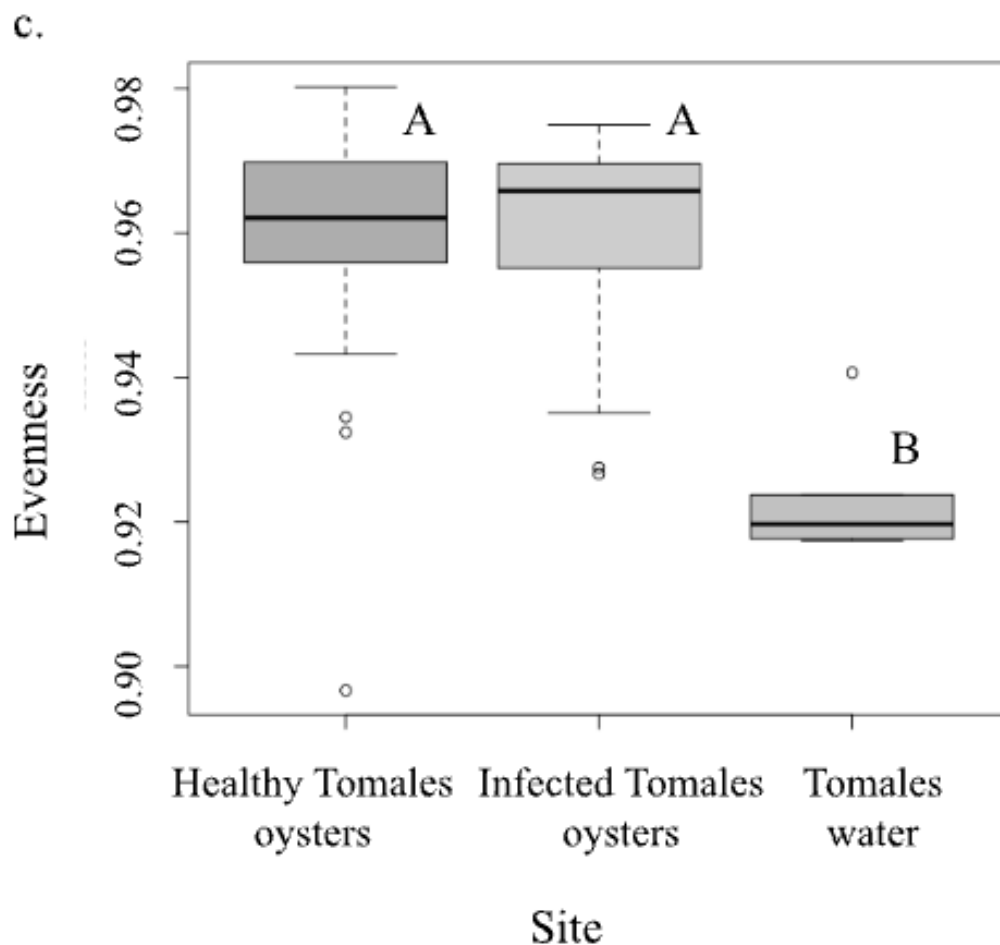 c.
Evenness
0.98
0.96
0.94
0.92
0.90
A
A
B
Healthy Tomales
oysters
Infected Tomales
oysters
Tomales
water
Site